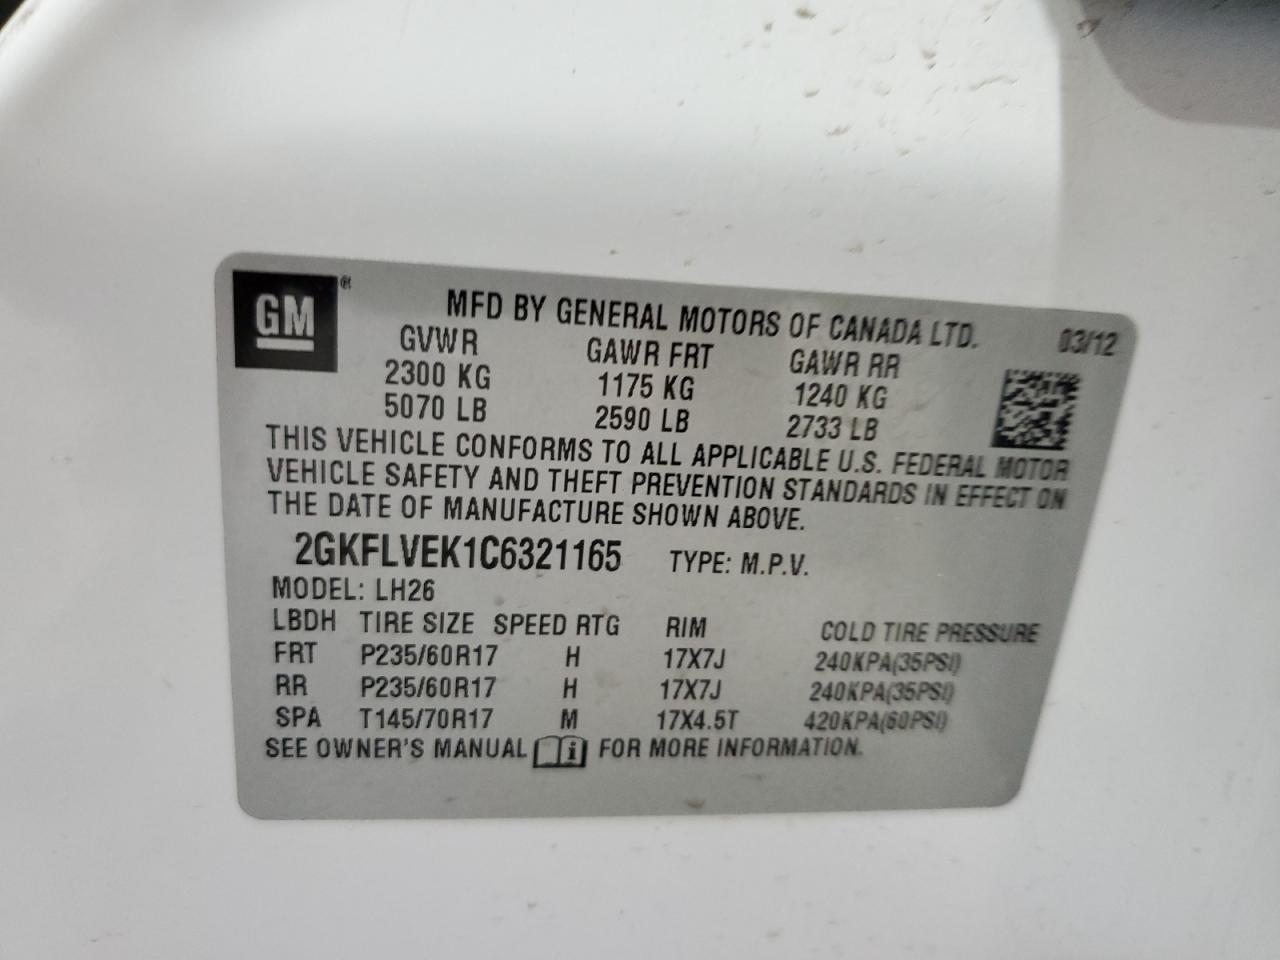 GM®
MFD BY GENERAL MOTORS OF CANADA LTD. 03/12
GVWR GAWR FRT GAWR RR
2300 KG 1175 KG 1240 KG
5070 LB 2590 LB 2733 LB
THIS VEHICLE CONFORMS TO ALL APPLICABLE U.S. FEDERAL MOTOR
VEHICLE SAFETY AND THEFT PREVENTION STANDARDS IN EFFECT ON
THE DATE OF MANUFACTURE SHOWN ABOVE.
2GKFLVEK1C6321165 TYPE: M.P.V.
MODEL: LH26
LBDH TIRE SIZE SPEED RTG RIM COLD TIRE PRESSURE
FRT P235/60R17 H 17X7J 240KPA(35PSI)
RR P235/60R17 H 17X7J 240KPA(35PSI)
SPA T145/70R17 M 17X4.5T 420KPA(60PSI)
SEE OWNER'S MANUAL i FOR MORE INFORMATION.